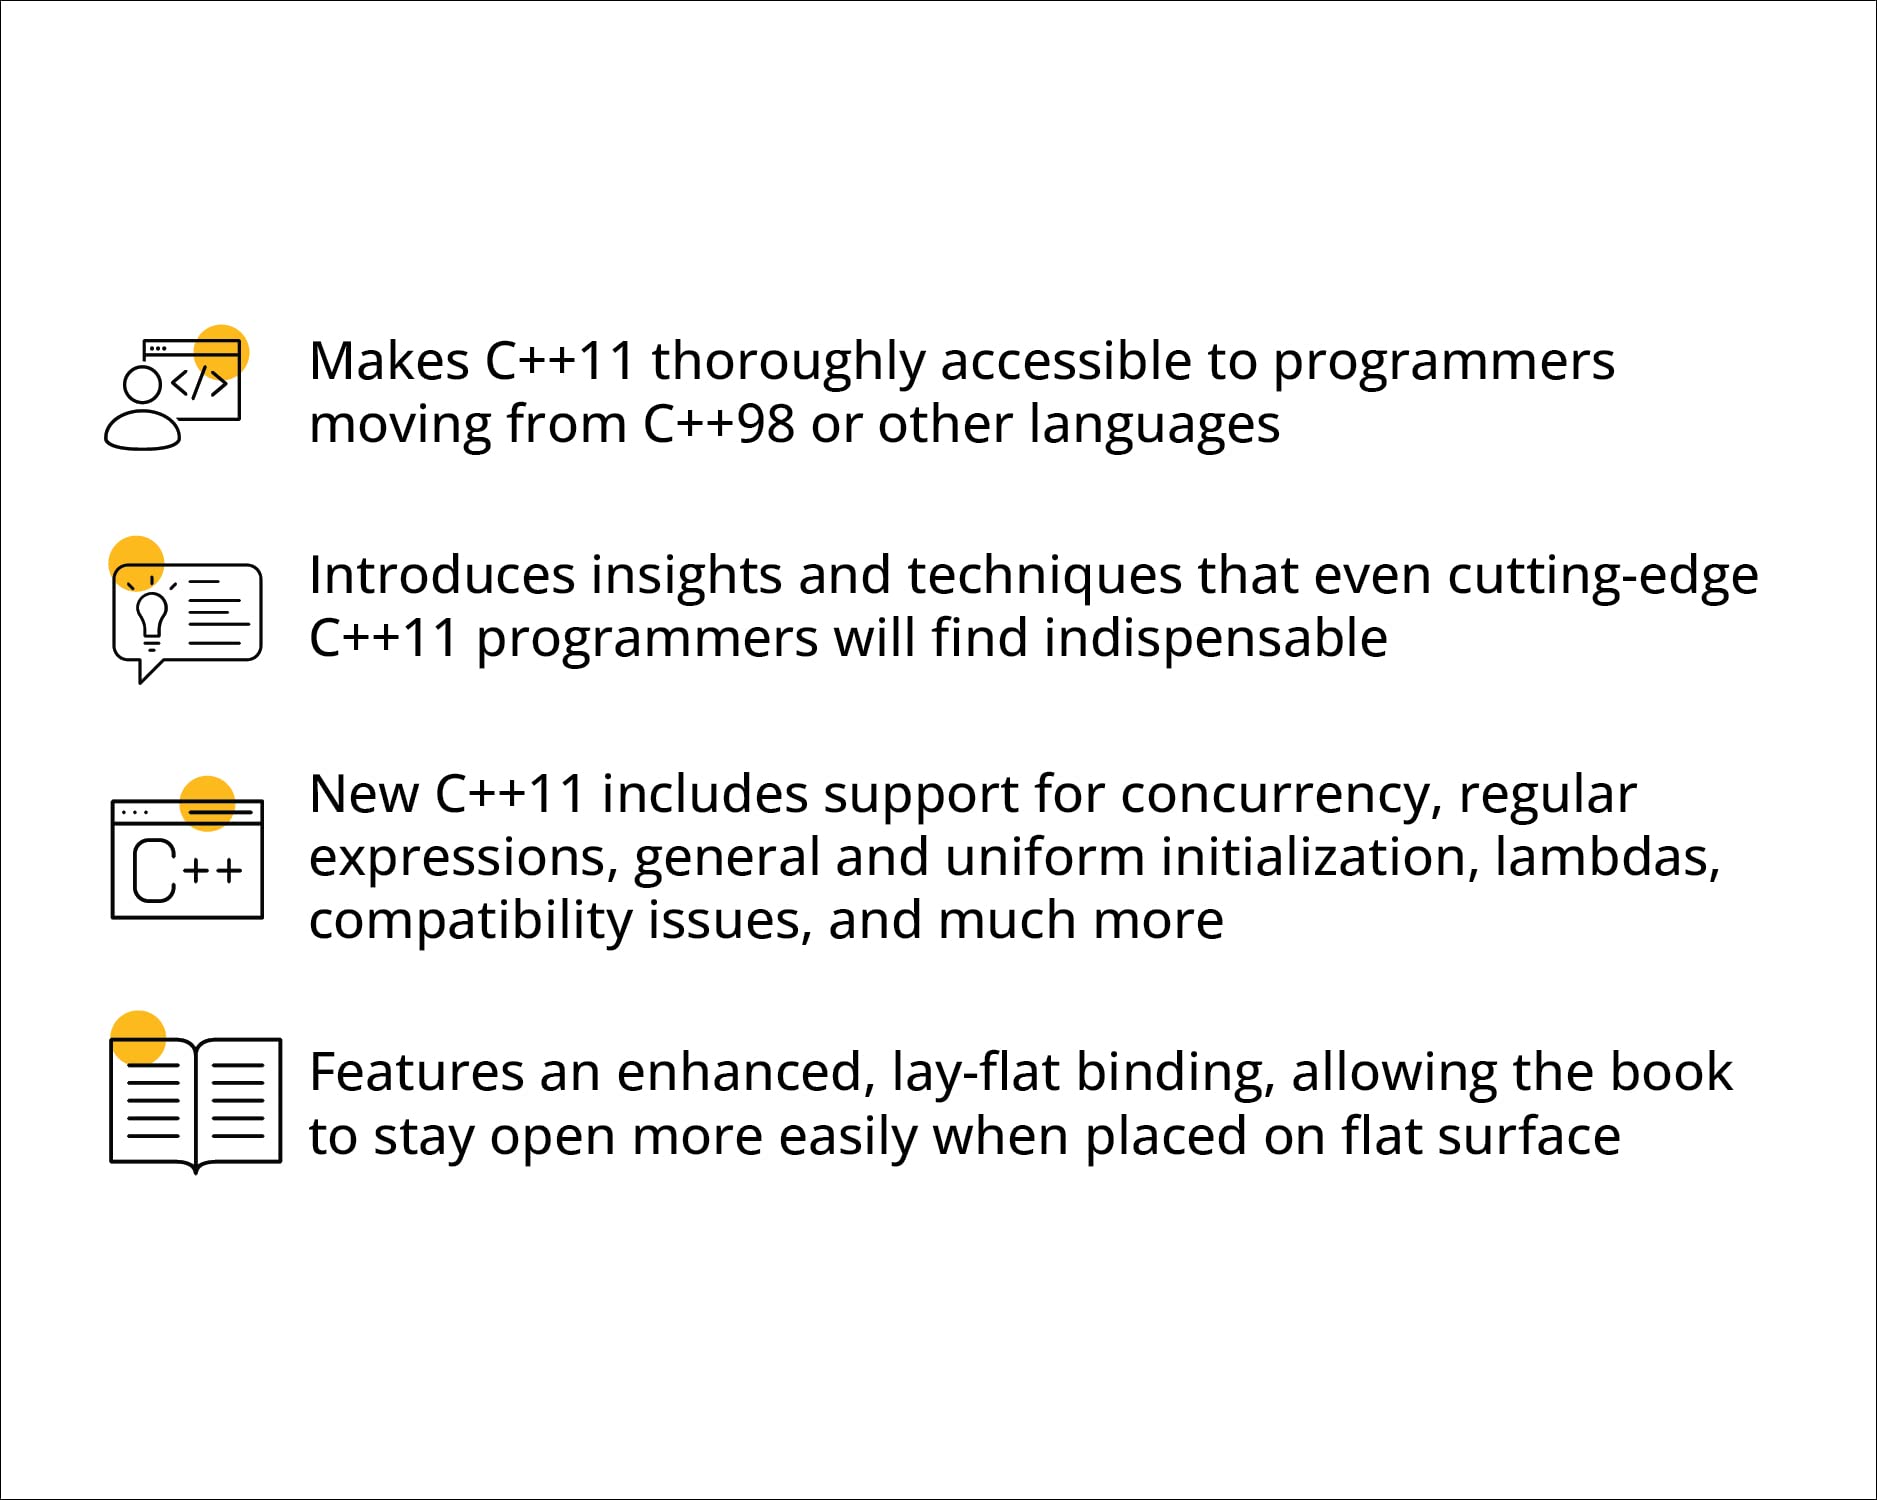 Makes C++11 thoroughly accessible to programmers
moving from C++98 or other languages
Introduces insights and techniques that even cutting-edge
C++11 programmers will find indispensable
C++
New C++11 includes support for concurrency, regular
expressions, general and uniform initialization, lambdas,
compatibility issues, and much more
Features an enhanced, lay-flat binding, allowing the book
to stay open more easily when placed on flat surface